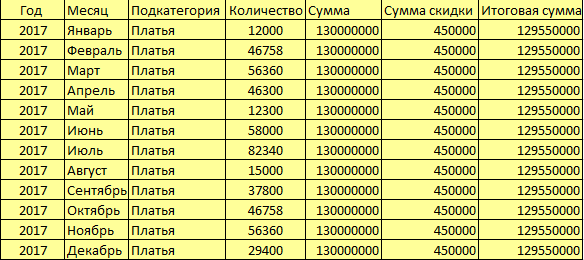 Год Месяц Подкатегория Количество Сумма Сумма скидки Итоговая сумма
2017 Январь Платья 12000 130000000 450000 129550000
2017 Февраль Платья 46758 130000000 450000 129550000
2017 Март Платья 56360 130000000 450000 129550000
2017 Апрель Платья 46300 130000000 450000 129550000
2017 Май Платья 12300 130000000 450000 129550000
2017 Июнь Платья 58000 130000000 450000 129550000
2017 Июль Платья 82340 130000000 450000 129550000
2017 Август Платья 15000 130000000 450000 129550000
2017 Сентябрь Платья 37800 130000000 450000 129550000
2017 Октябрь Платья 46758 130000000 450000 129550000
2017 Ноябрь Платья 56360 130000000 450000 129550000
2017 Декабрь Платья 29400 130000000 450000 129550000